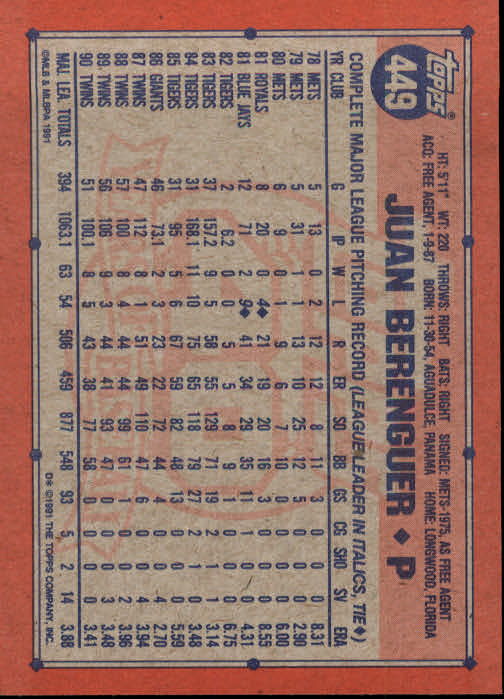 topps®
449
JUAN BERENGUER ♦ P
HT: 5'11" WT: 220 THROWS: RIGHT BATS: RIGHT SIGNED: METS-1975, AS FREE AGENT
ACQ: FREE AGENT, 1-9-87 BORN: 11-30-54, AGUADULCE, PANAMA HOME: LONGWOOD, FLORIDA
COMPLETE MAJOR LEAGUE PITCHING RECORD (LEAGUE LEADER IN ITALICS, TIE♦)
YR CLUB G IP W L R ER SO BB GS CG SHO SV ERA
78 METS 5 13 0 2 12 12 8 11 3 0 0 0 8.31
79 METS 5 31 1 1 13 10 25 12 5 0 0 0 2.90
80 METS 6 9 0 1 9 6 7 10 0 0 0 0 6.00
81 ROYALS 8 20 0 4♦ 21 19 20 16 3 0 0 0 8.55
81 BLUE JAYS 12 71 2 9♦ 41 34 29 35 11 1 0 0 4.31
82 TIGERS 2 6.2 0 0 5 5 8 9 1 0 0 0 6.75
83 TIGERS 37 157.2 9 5 58 55 129 71 19 2 1 1 3.14
84 TIGERS 31 168.1 11 10 75 65 118 79 27 2 1 0 3.48
85 TIGERS 31 95 5 6 67 59 82 48 13 0 0 0 5.59
86 GIANTS 46 73.1 2 3 23 22 72 44 4 0 0 4 2.70
87 TWINS 47 112 8 1 51 49 110 47 6 0 0 4 3.94
88 TWINS 57 100 8 4 44 44 99 61 1 0 0 2 3.96
89 TWINS 56 106 9 3 44 41 93 47 0 0 0 3 3.48
90 TWINS 51 100.1 8 5 43 38 77 58 0 0 0 0 3.41
MAJ. LEA. TOTALS 394 1063.1 63 54 506 459 877 548 93 5 2 14 3.88
©MLB & MLBPA 1991
D* ©1991 THE TOPPS COMPANY, INC.